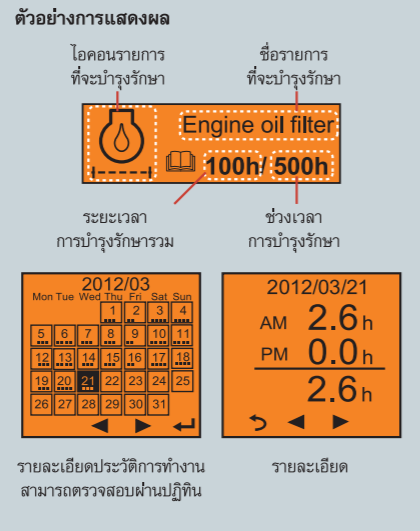 ตัวอย่างการแสดงผล
ไอคอนรายการ
ที่จะบำรุงรักษา
ชื่อรายการ
ที่จะบำรุงรักษา
Engine oil filter
100h/ 500h
ระยะเวลา
การบำรุงรักษารวม
ช่วงเวลา
การบำรุงรักษา
2012/03
Mon Tue Wed Thu Fri Sat Sun
1 2 3 4
5 6 7 8 9 10 11
12 13 14 15 16 17 18
19 20 21 22 23 24 25
26 27 28 29 30 31
รายละเอียดประวัติการทำงาน
สามารถตรวจสอบผ่านปฏิทิน
2012/03/21
AM 2.6 h
PM 0.0 h
2.6 h
รายละเอียด